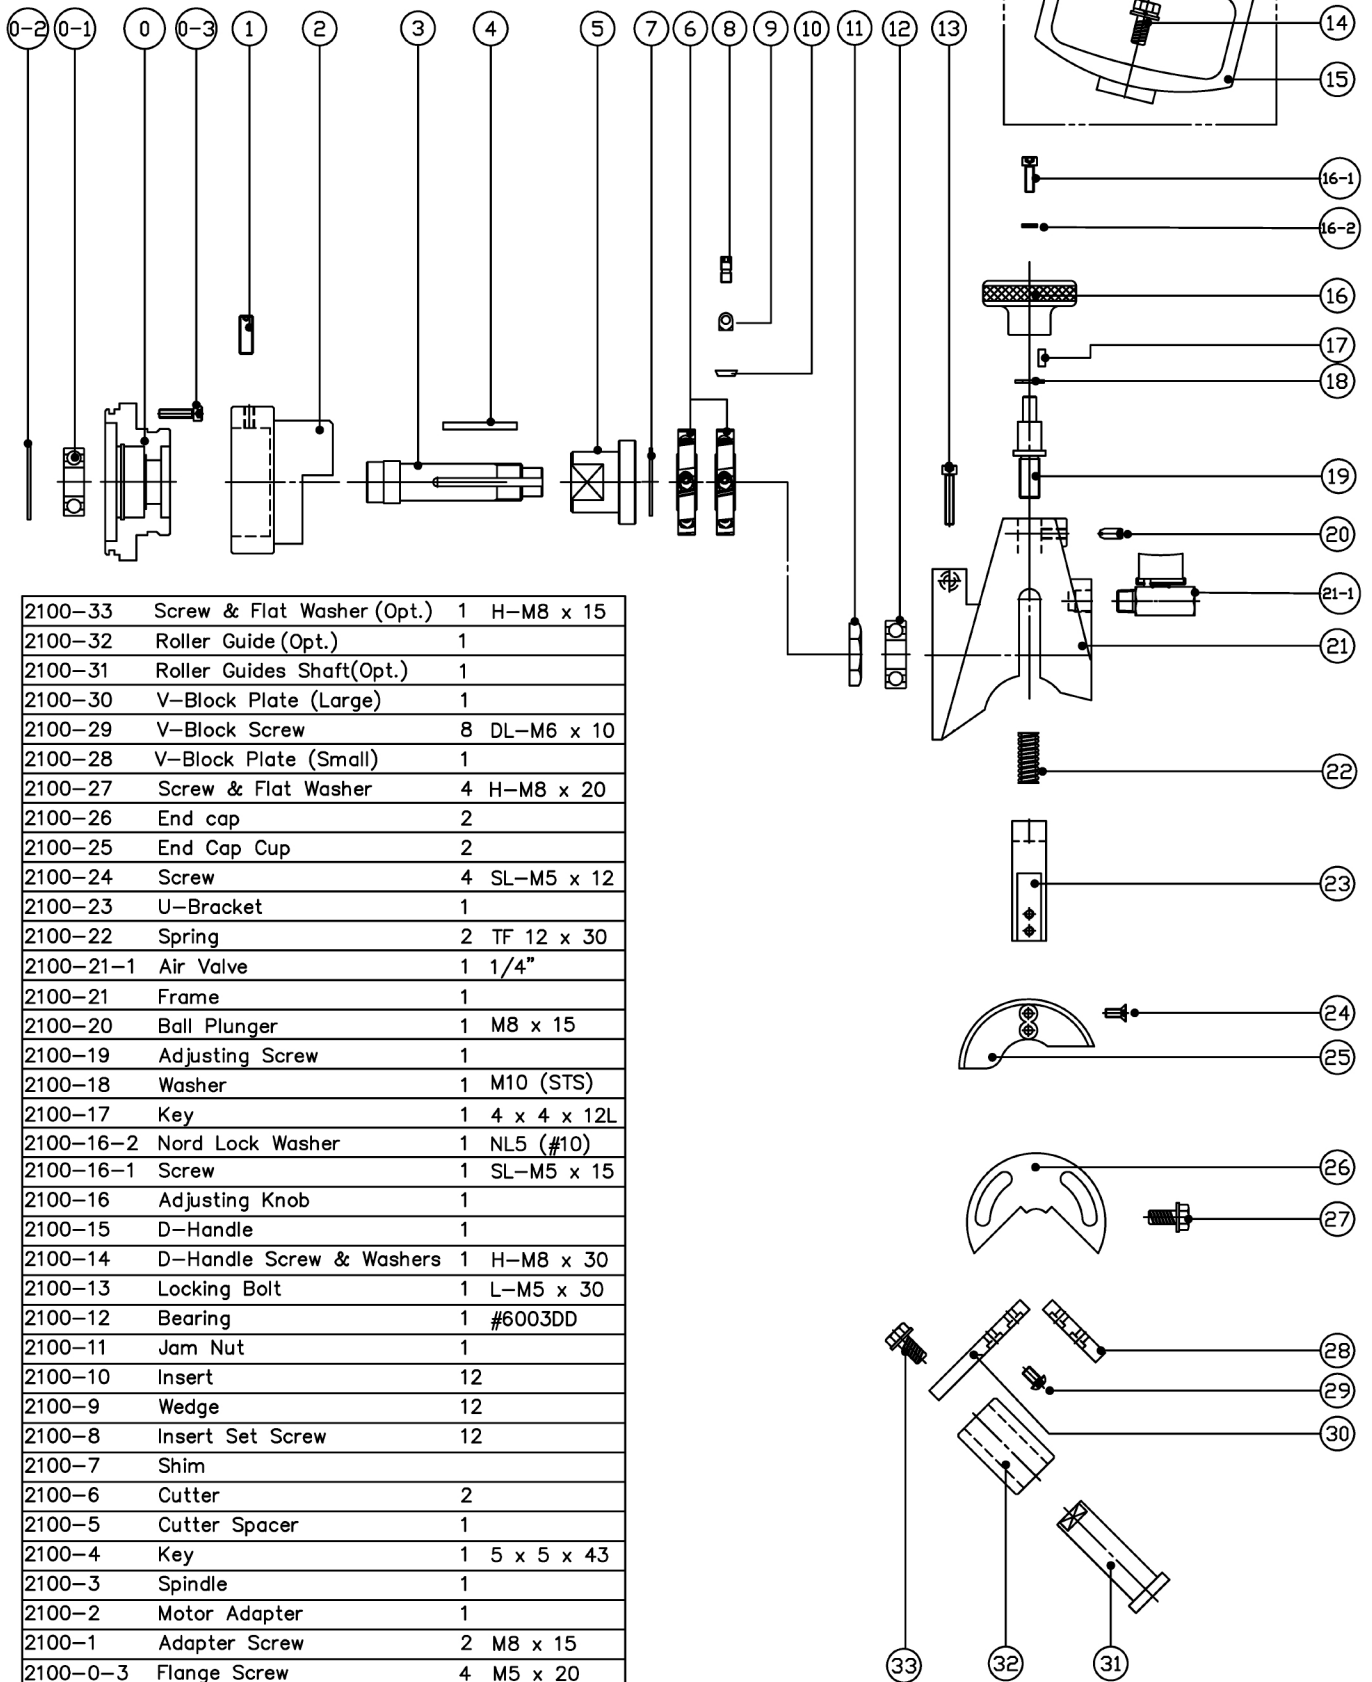 0-2 0-1 0 0-3 1 2 3 4 5 7 6 8 9 10 11 12 13
14
15
16-1
16-2
16
17
18
19
20
21-1
21
22
23
24
25
26
27
28
29
30
33 32 31
2100-33 Screw & Flat Washer (Opt.) 1 H-M8 x 15
2100-32 Roller Guide (Opt.) 1
2100-31 Roller Guides Shaft(Opt.) 1
2100-30 V-Block Plate (Large) 1
2100-29 V-Block Screw 8 DL-M6 x 10
2100-28 V-Block Plate (Small) 1
2100-27 Screw & Flat Washer 4 H-M8 x 20
2100-26 End cap 2
2100-25 End Cap Cup 2
2100-24 Screw 4 SL-M5 x 12
2100-23 U-Bracket 1
2100-22 Spring 2 TF 12 x 30
2100-21-1 Air Valve 1 1/4”
2100-21 Frame 1
2100-20 Ball Plunger 1 M8 x 15
2100-19 Adjusting Screw 1
2100-18 Washer 1 M10 (STS)
2100-17 Key 1 4 x 4 x 12L
2100-16-2 Nord Lock Washer 1 NL5 (#10)
2100-16-1 Screw 1 SL-M5 x 15
2100-16 Adjusting Knob 1
2100-15 D-Handle 1
2100-14 D-Handle Screw & Washers 1 H-M8 x 30
2100-13 Locking Bolt 1 L-M5 x 30
2100-12 Bearing 1 #6003DD
2100-11 Jam Nut 1
2100-10 Insert 12
2100-9 Wedge 12
2100-8 Insert Set Screw 12
2100-7 Shim
2100-6 Cutter 2
2100-5 Cutter Spacer 1
2100-4 Key 1 5 x 5 x 43
2100-3 Spindle 1
2100-2 Motor Adapter 1
2100-1 Adapter Screw 2 M8 x 15
2100-0-3 Flange Screw 4 M5 x 20